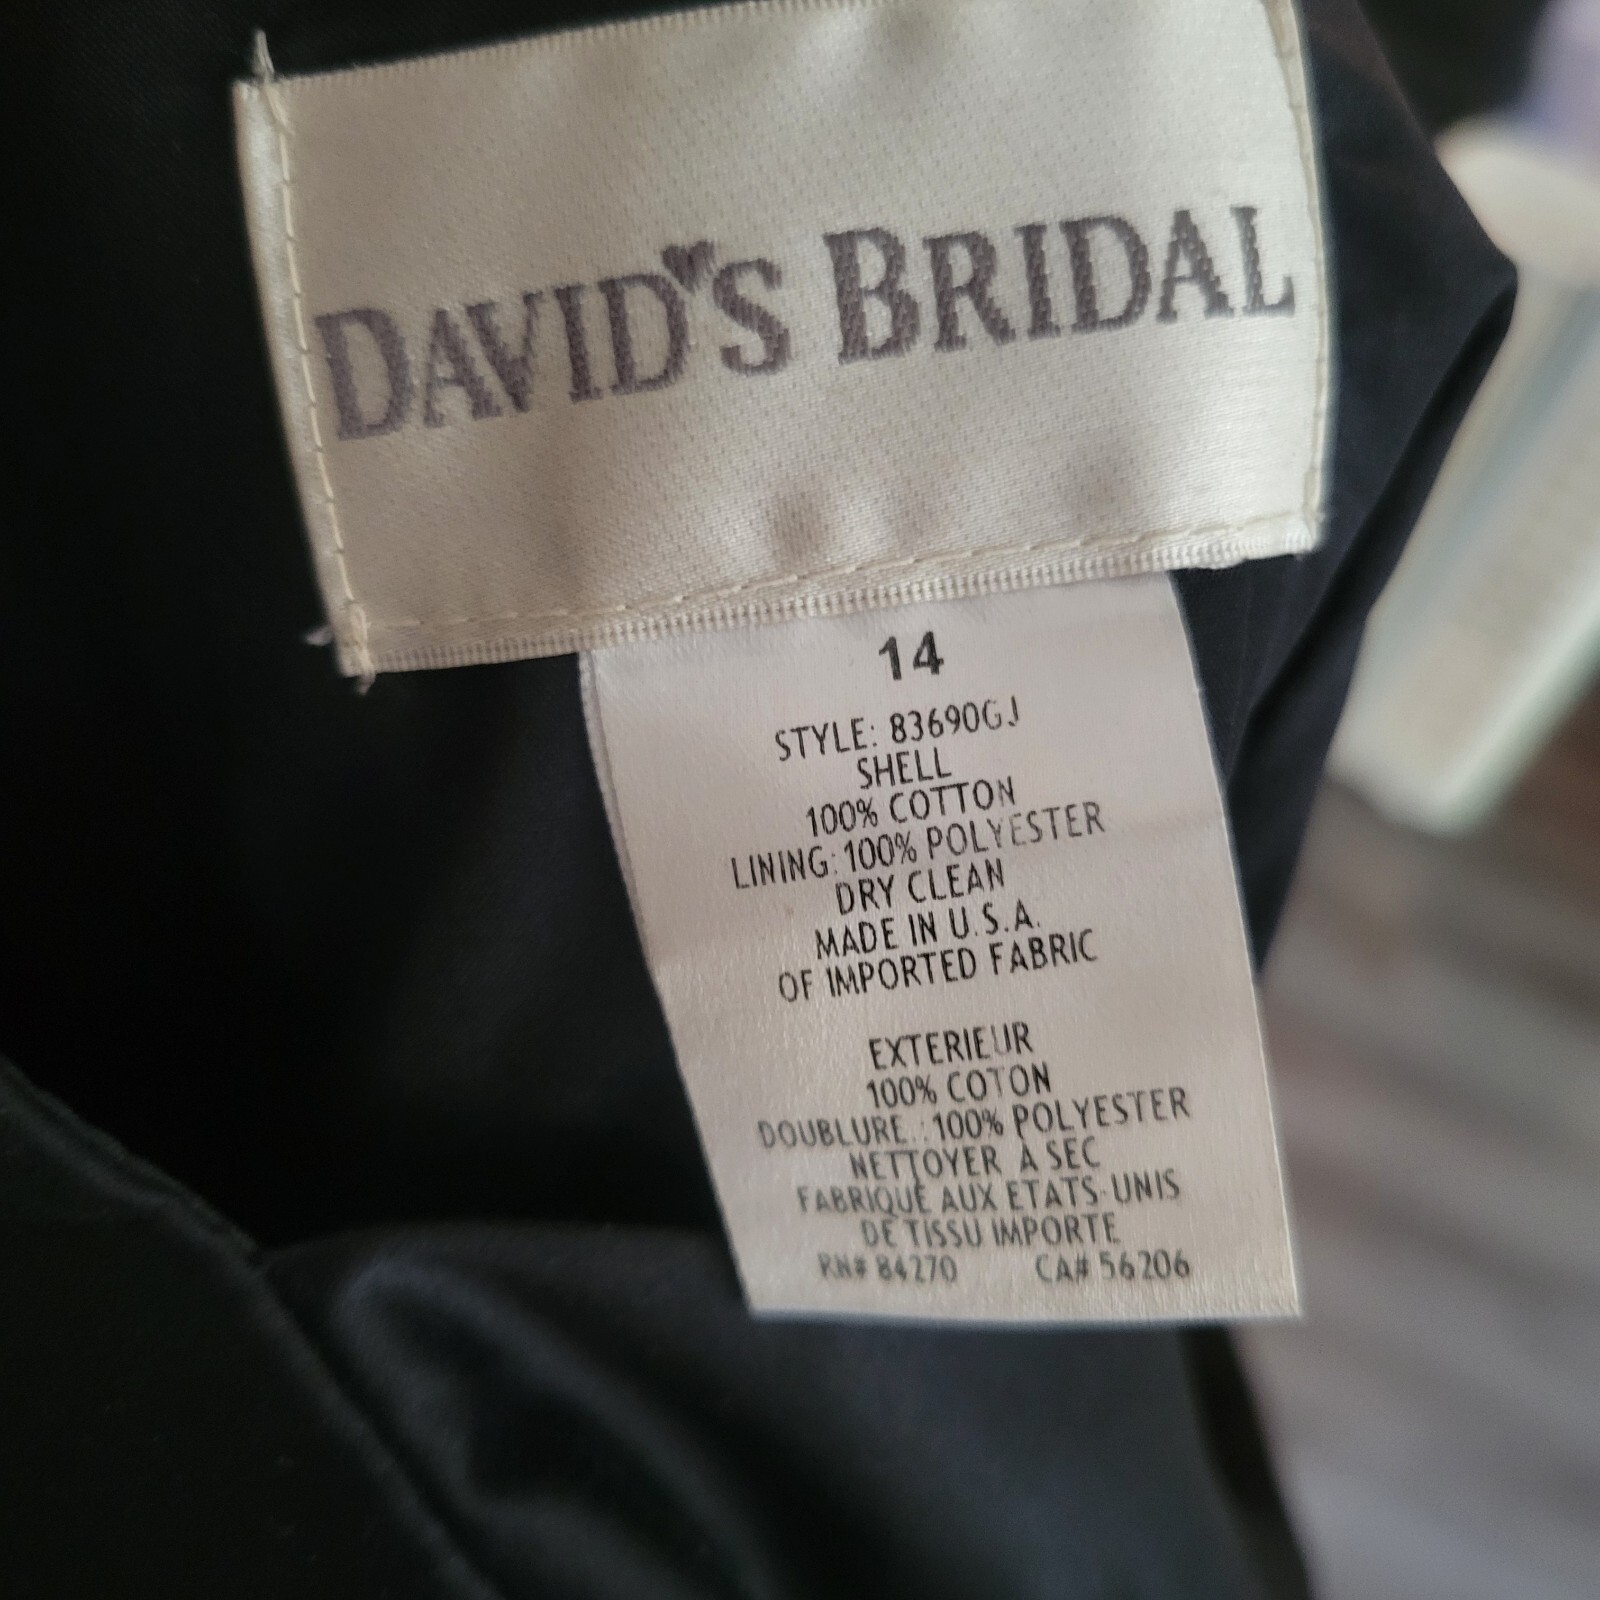 DAVID'S BRIDAL
14
STYLE: 83690GJ
SHELL
100% COTTON
LINING: 100% POLYESTER
DRY CLEAN
MADE IN U.S.A.
OF IMPORTED FABRIC
EXTERIEUR
100% COTON
DOUBLURE.: 100% POLYESTER
NETTOYER À SEC
FABRIQUÉ AUX ETATS-UNIS
DE TISSU IMPORTE
RN# 84270 CA# 56206